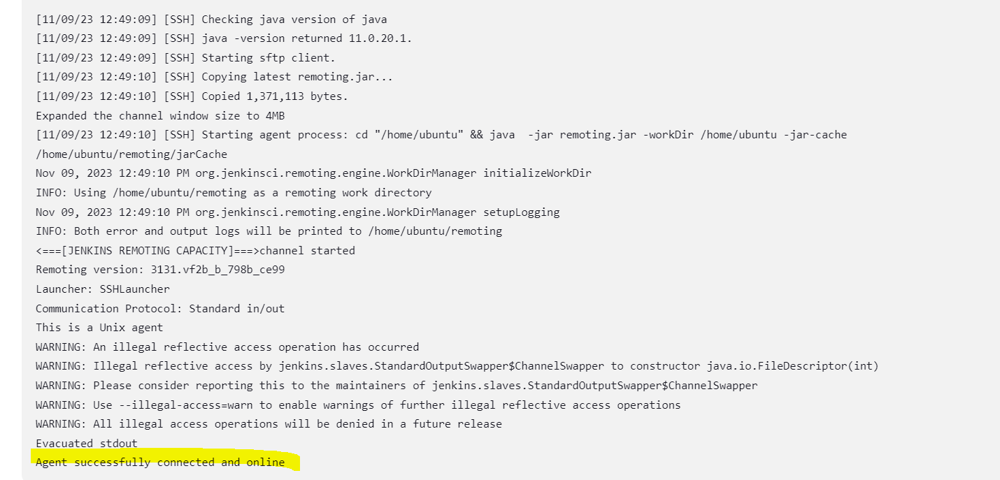 [11/09/23 12:49:09] [SSH] Checking java version of java
[11/09/23 12:49:09] [SSH] java -version returned 11.0.20.1.
[11/09/23 12:49:09] [SSH] Starting sftp client.
[11/09/23 12:49:10] [SSH] Copying latest remoting.jar...
[11/09/23 12:49:10] [SSH] Copied 1,371,113 bytes.
Expanded the channel window size to 4MB
[11/09/23 12:49:10] [SSH] Starting agent process: cd "/home/ubuntu" && java  -jar remoting.jar -workDir /home/ubuntu -jar-cache
/home/ubuntu/remoting/jarCache
Nov 09, 2023 12:49:10 PM org.jenkinsci.remoting.engine.WorkDirManager initializeWorkDir
INFO: Using /home/ubuntu/remoting as a remoting work directory
Nov 09, 2023 12:49:10 PM org.jenkinsci.remoting.engine.WorkDirManager setupLogging
INFO: Both error and output logs will be printed to /home/ubuntu/remoting
<===[JENKINS REMOTING CAPACITY]===>channel started
Remoting version: 3131.vf2b_b_798b_ce99
Launcher: SSHLauncher
Communication Protocol: Standard in/out
This is a Unix agent
WARNING: An illegal reflective access operation has occurred
WARNING: Illegal reflective access by jenkins.slaves.StandardOutputSwapper$ChannelSwapper to constructor java.io.FileDescriptor(int)
WARNING: Please consider reporting this to the maintainers of jenkins.slaves.StandardOutputSwapper$ChannelSwapper
WARNING: Use --illegal-access=warn to enable warnings of further illegal reflective access operations
WARNING: All illegal access operations will be denied in a future release
Evacuated stdout
Agent successfully connected and online